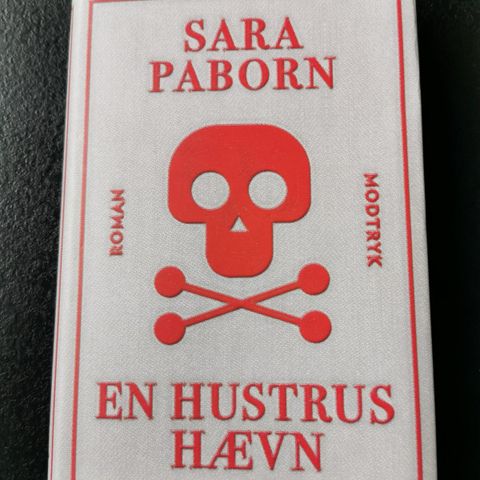 SARA
PABORN
ROMAN
MODTRYK
EN HUSTRUS
HÆVN